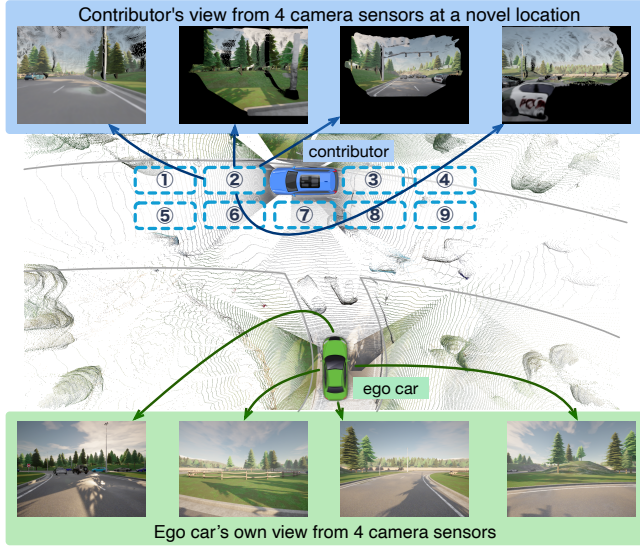 Contributor's view from 4 camera sensors at a novel location
contributor
① ② ③ ④
⑤ ⑥ ⑦ ⑧ ⑨
ego car
Ego car's own view from 4 camera sensors